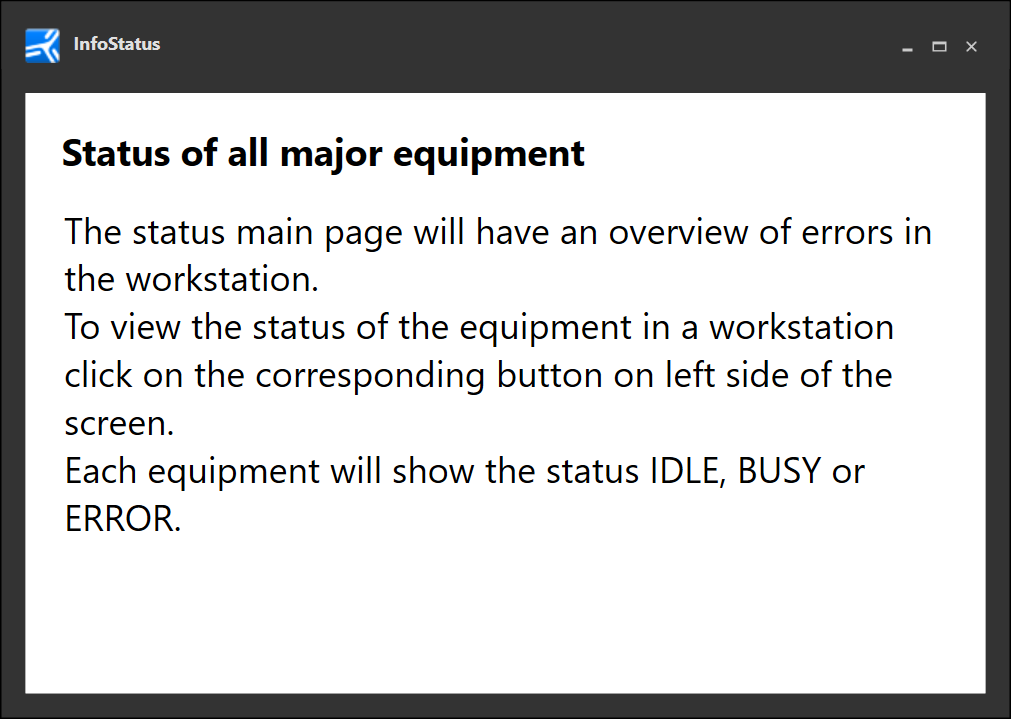 InfoStatus
Status of all major equipment
The status main page will have an overview of errors in
the workstation.
To view the status of the equipment in a workstation
click on the corresponding button on left side of the
screen.
Each equipment will show the status IDLE, BUSY or
ERROR.